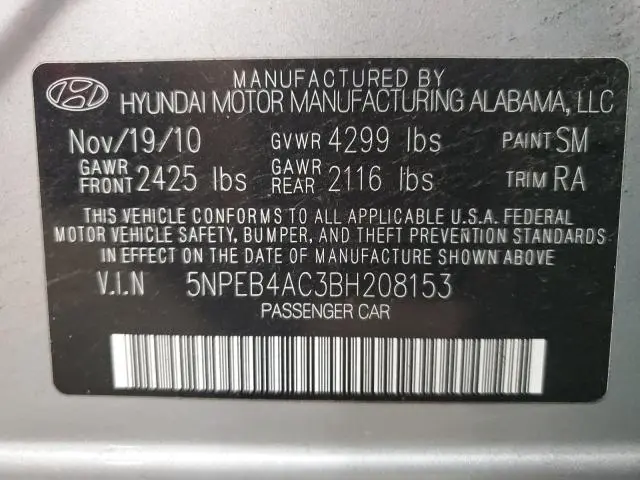 MANUFACTURED BY
HYUNDAI MOTOR MANUFACTURING ALABAMA, LLC
Nov/19/10 GVWR 4299 lbs PAINT SM
GAWR FRONT 2425 lbs GAWR REAR 2116 lbs TRIM RA
THIS VEHICLE CONFORMS TO ALL APPLICABLE U.S.A. FEDERAL
MOTOR VEHICLE SAFETY, BUMPER, AND THEFT PREVENTION STANDARDS
IN EFFECT ON THE DATE OF MANUFACTURE SHOWN ABOVE
V.I.N 5NPEB4AC3BH208153
PASSENGER CAR